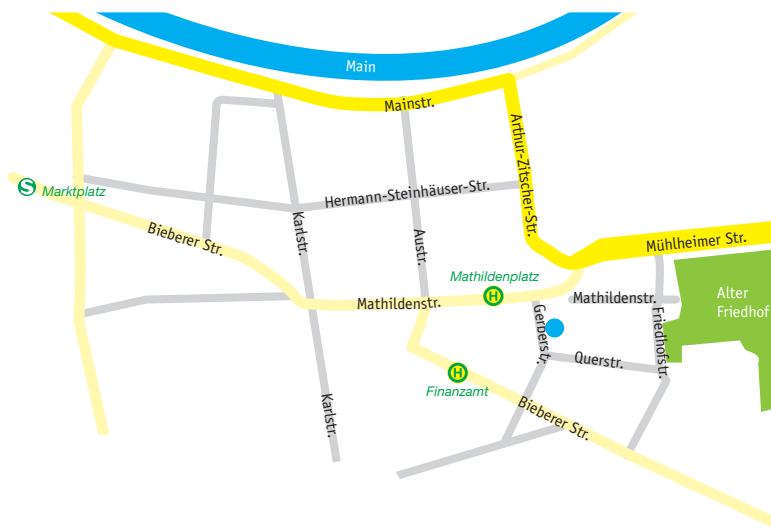 Main
Mainstr.
Arthur-Zitscher-Str.
Hermann-Steinhäuser-Str.
S
Marktplatz
Bieberer Str.
Karlstr.
Austr.
Mühlheimer Str.
Mathildenplatz
H
Mathildenstr.
Mathildenstr.
Alter
Friedhof
Gerberstr.
Friedhofstr.
Querstr.
H
Finanzamt
Karlstr.
Bieberer Str.